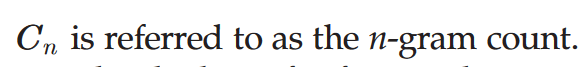 Cₙ is referred to as the n-gram count.